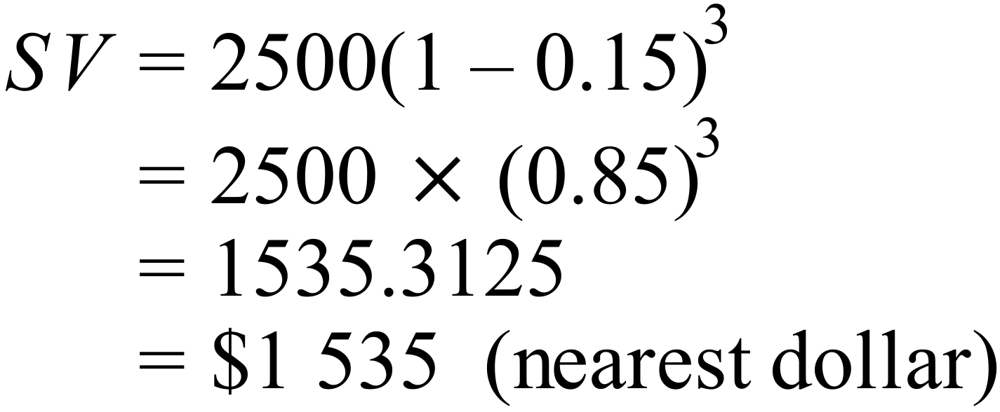 SV = 2500(1 – 0.15)³
= 2500 × (0.85)³
= 1535.3125
= $1 535 (nearest dollar)